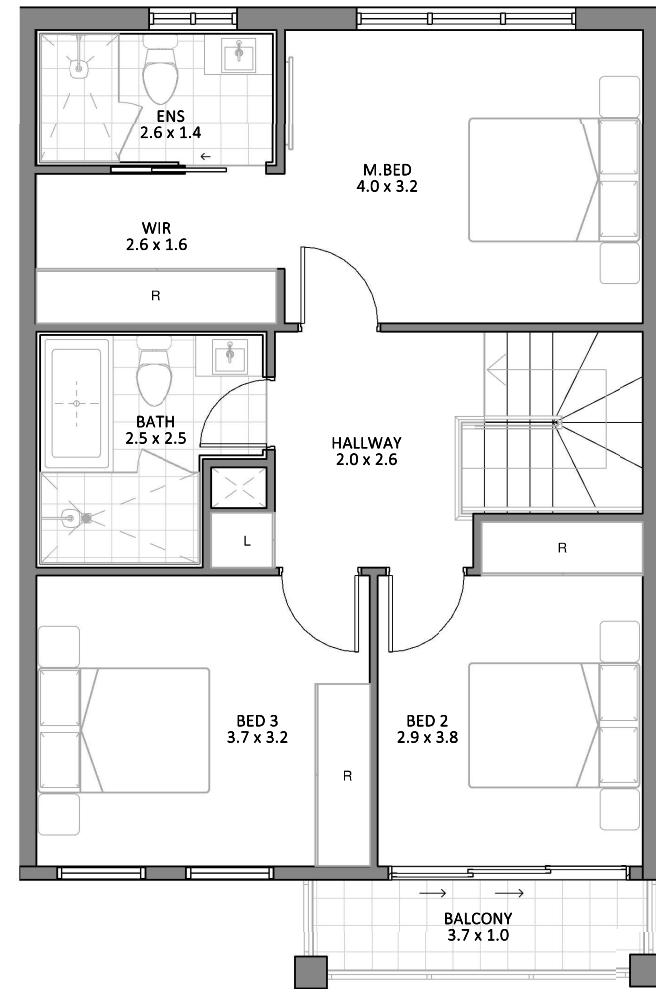 ENS
2.6 x 1.4
M.BED
4.0 x 3.2
WIR
2.6 x 1.6
R
BATH
2.5 x 2.5
HALLWAY
2.0 x 2.6
L
R
BED 3
3.7 x 3.2
BED 2
2.9 x 3.8
R
BALCONY
3.7 x 1.0